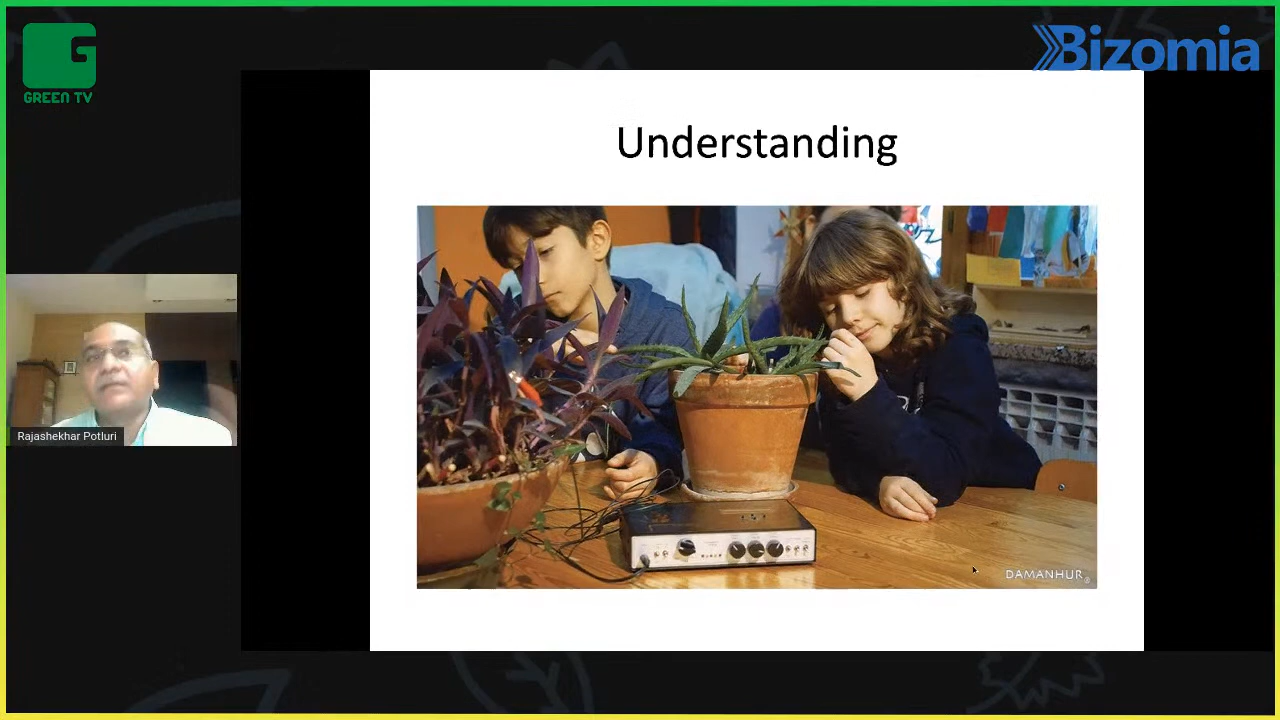 GREEN TV
Bizomia
Understanding
Rajashekhar Potluri
DAMANHUR